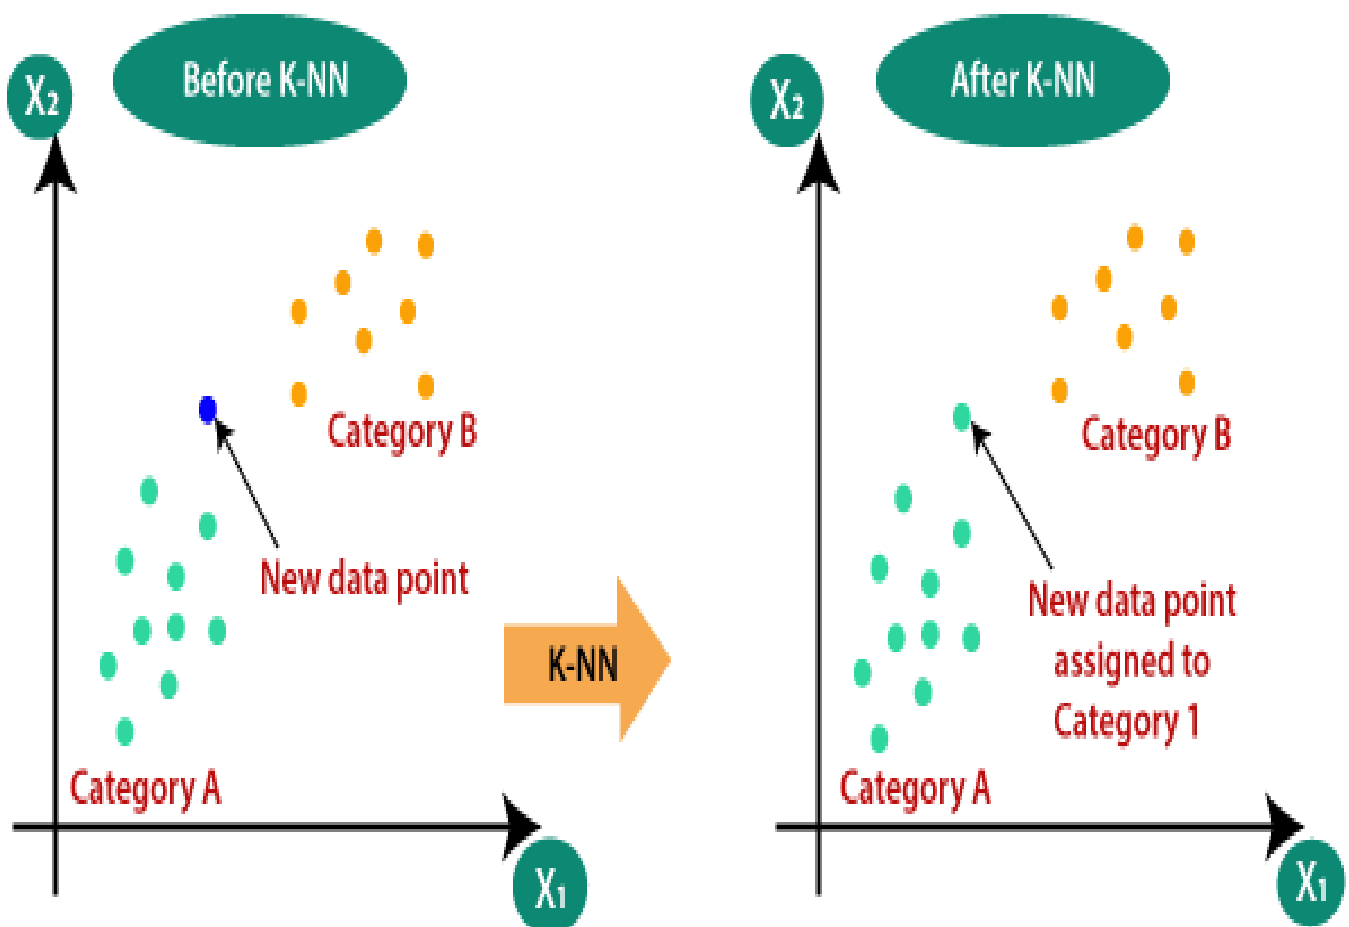 Before K-NN
X₂
Category B
New data point
K-NN
Category A
X₁
After K-NN
X₂
Category B
New data point
assigned to
Category 1
Category A
X₁